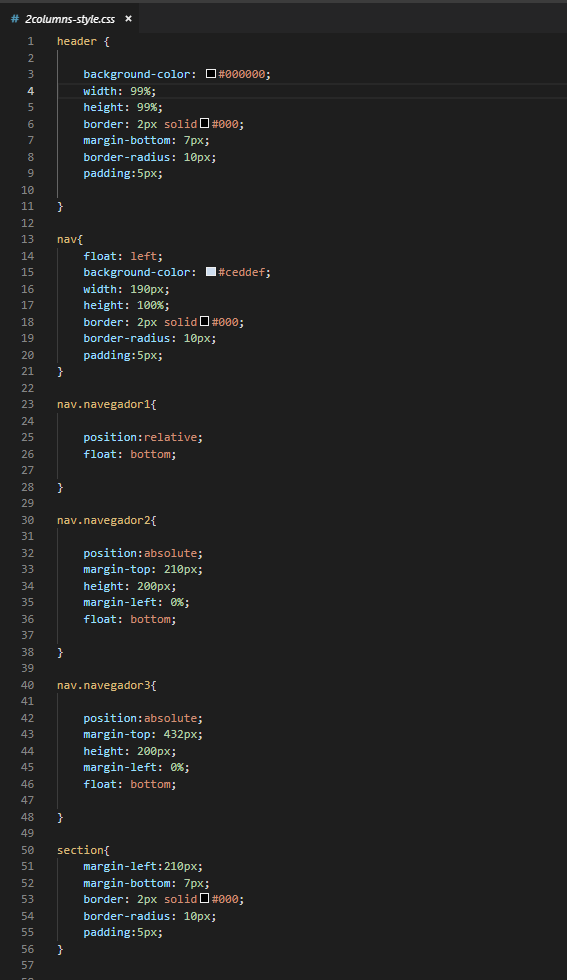 # 2columns-style.css ×
1 header {
2
3 background-color: #000000;
4 width: 99%;
5 height: 99%;
6 border: 2px solid #000;
7 margin-bottom: 7px;
8 border-radius: 10px;
9 padding:5px;
10
11 }
12
13 nav{
14 float: left;
15 background-color: #ceddef;
16 width: 190px;
17 height: 100%;
18 border: 2px solid #000;
19 border-radius: 10px;
20 padding:5px;
21 }
22
23 nav.navegador1{
24
25 position:relative;
26 float: bottom;
27
28 }
29
30 nav.navegador2{
31
32 position:absolute;
33 margin-top: 210px;
34 height: 200px;
35 margin-left: 0%;
36 float: bottom;
37
38 }
39
40 nav.navegador3{
41
42 position:absolute;
43 margin-top: 432px;
44 height: 200px;
45 margin-left: 0%;
46 float: bottom;
47
48 }
49
50 section{
51 margin-left:210px;
52 margin-bottom: 7px;
53 border: 2px solid #000;
54 border-radius: 10px;
55 padding:5px;
56 }
57